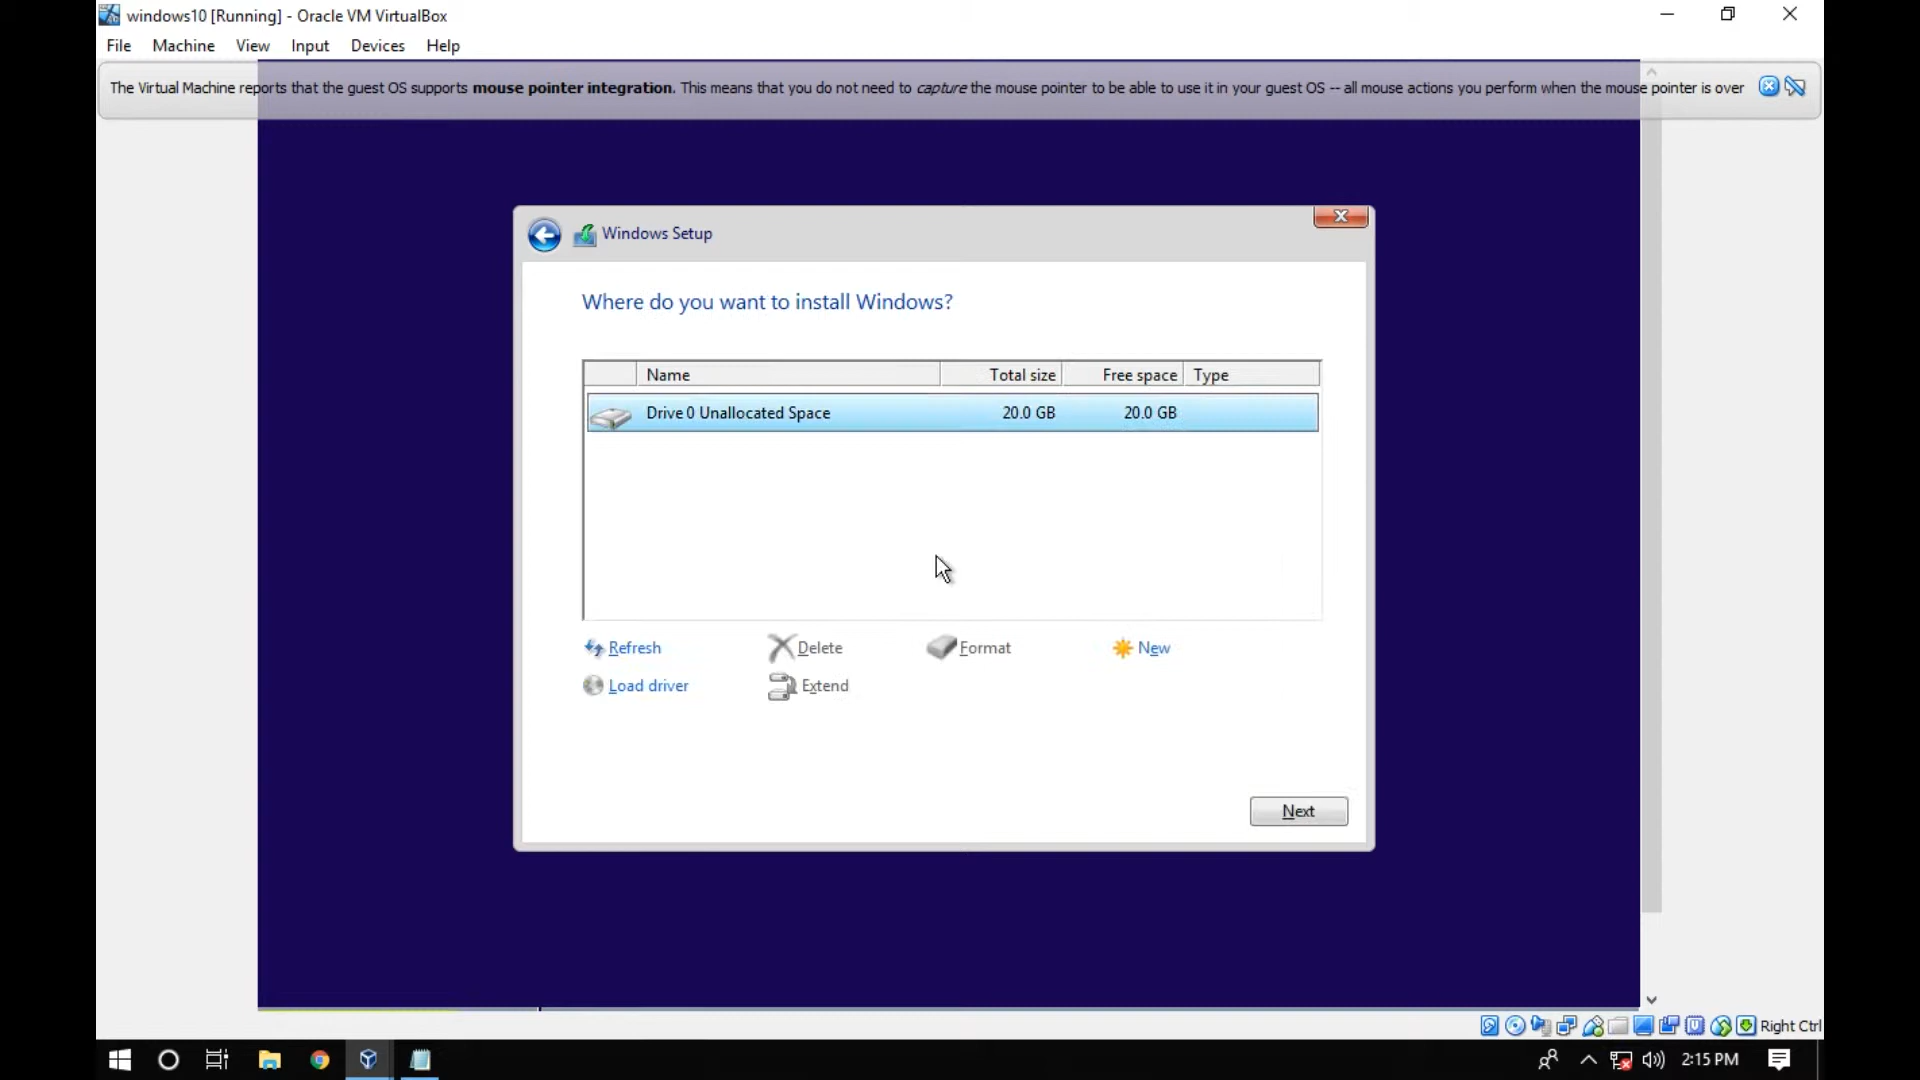 windows10 [Running] - Oracle VM VirtualBox
File Machine View Input Devices Help
The Virtual Machine reports that the guest OS supports mouse pointer integration. This means that you do not need to capture the mouse pointer to be able to use it in your guest OS -- all mouse actions you perform when the mouse pointer is over
Windows Setup
Where do you want to install Windows?
Name Total size Free space Type
Drive 0 Unallocated Space 20.0 GB 20.0 GB
Refresh Delete Format New
Load driver Extend
Next
Right Ctrl
2:15 PM